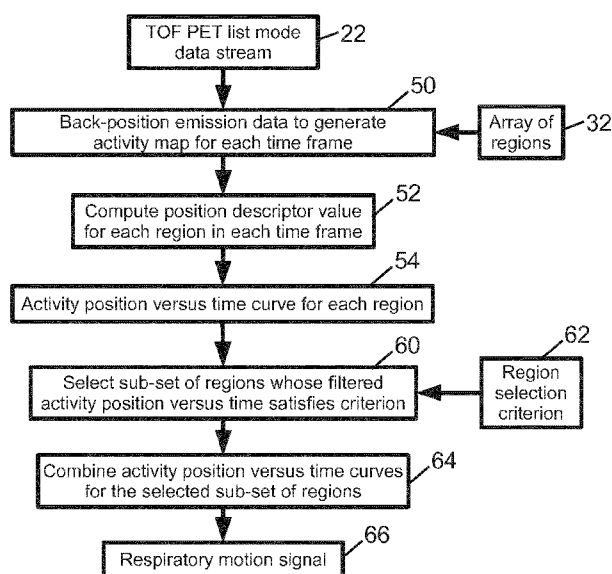 TOF PET list mode
data stream
22
50
Back-position emission data to generate
activity map for each time frame
Array of
regions
32
52
Compute position descriptor value
for each region in each time frame
54
Activity position versus time curve for each region
60
62
Select sub-set of regions whose filtered
activity position versus time satisfies criterion
Region
selection
criterion
64
Combine activity position versus time curves
for the selected sub-set of regions
66
Respiratory motion signal